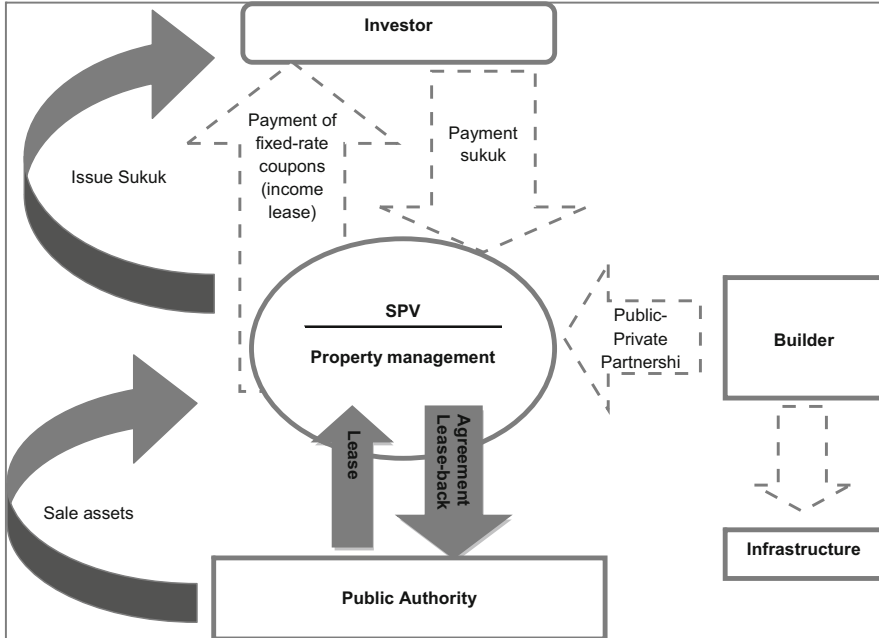 Investor
Payment of
fixed-rate
coupons
(income
lease)
Payment
sukuk
Issue Sukuk
SPV
Property management
Public-
Private
Partnershi
Builder
Lease
Agreement
Lease-back
Sale assets
Infrastructure
Public Authority